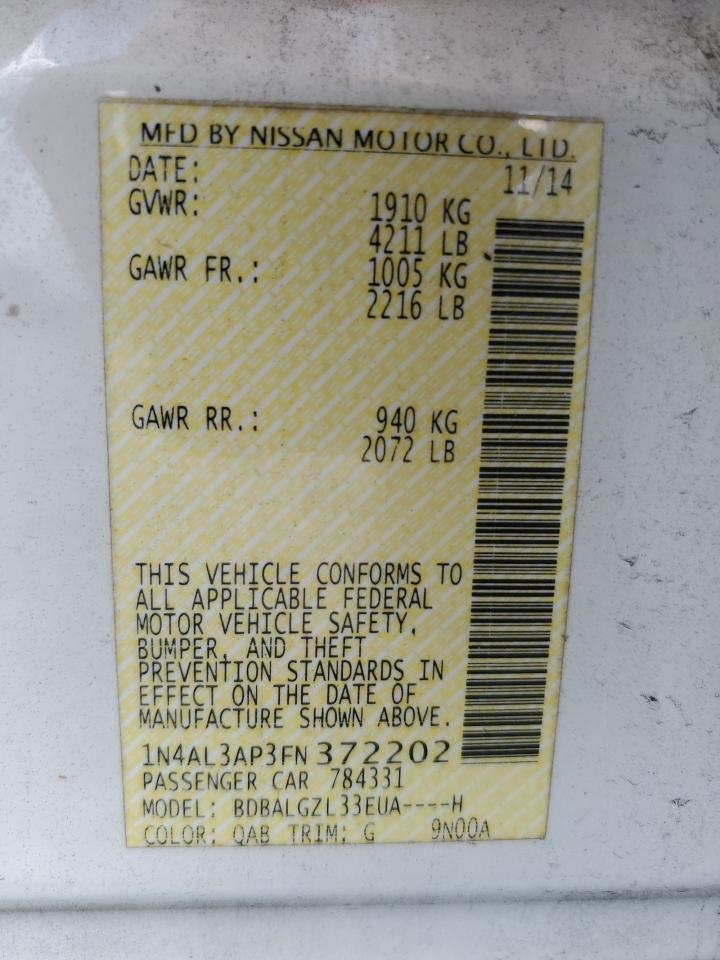 MFD BY NISSAN MOTOR CO., LTD.
DATE: 11/14
GVWR: 1910 KG
4211 LB
GAWR FR.: 1005 KG
2216 LB
GAWR RR.: 940 KG
2072 LB
THIS VEHICLE CONFORMS TO
ALL APPLICABLE FEDERAL
MOTOR VEHICLE SAFETY,
BUMPER, AND THEFT
PREVENTION STANDARDS IN
EFFECT ON THE DATE OF
MANUFACTURE SHOWN ABOVE.
1N4AL3AP3FN 372202
PASSENGER CAR 784331
MODEL: BDBALGZL33EUA----H
COLOR: QAB TRIM: G 9N00A